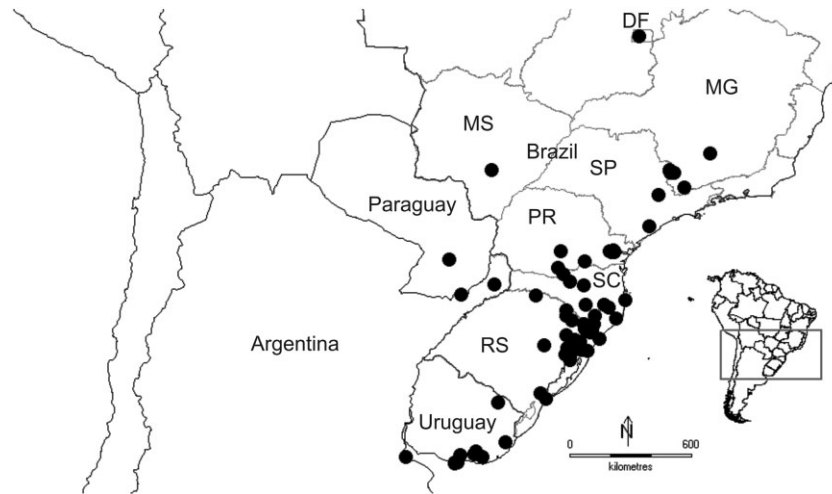 DF
MG
MS
Brazil
SP
Paraguay
PR
SC
Argentina
RS
Uruguay
N
0 600
kilometres